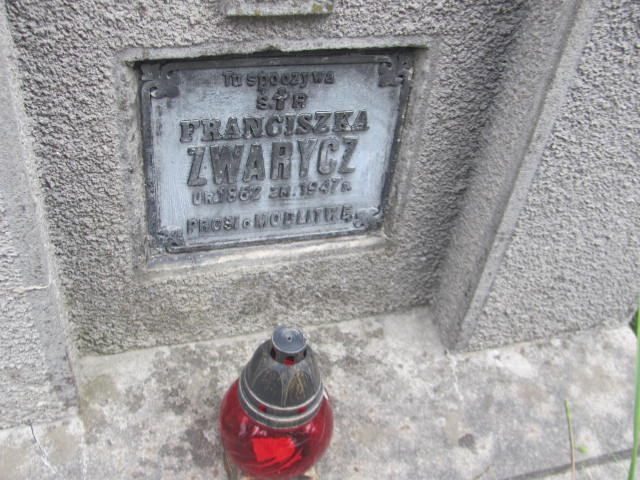 Tu spoczywa
Ś†P
FRANCISZKA
ZWARYCZ
UR. 1862 ZM. 1947 R.
PROSI O MODLITWĘ